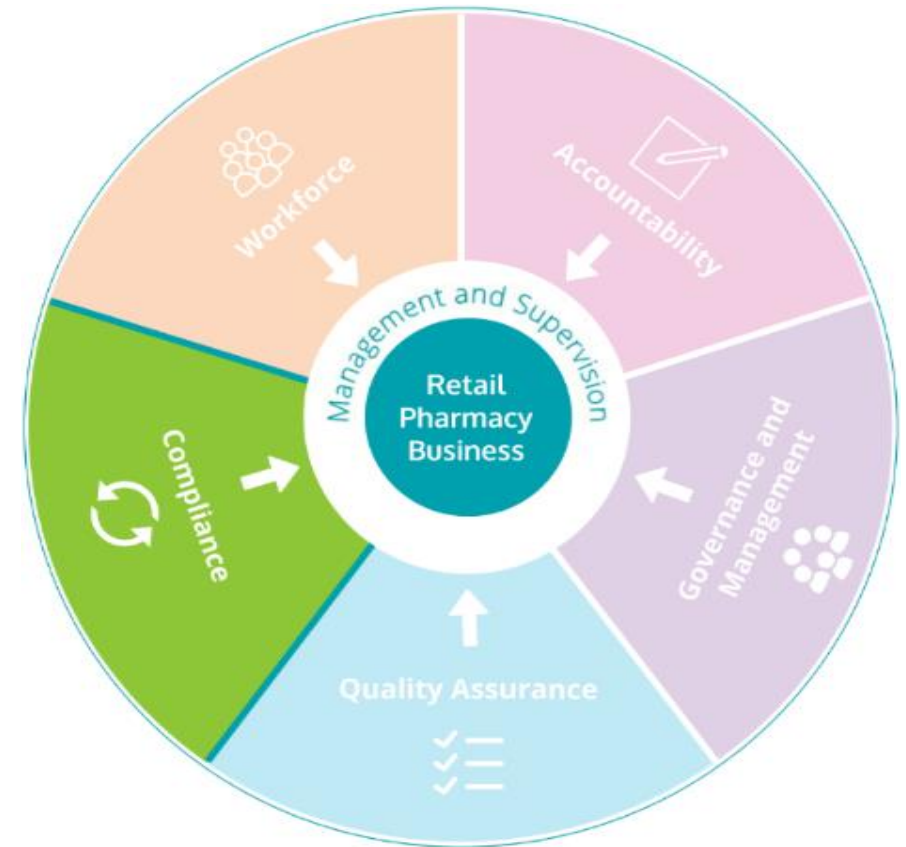 Workforce
Accountability
Management and Supervision
Retail
Pharmacy
Business
Compliance
Governance and
Management
Quality Assurance